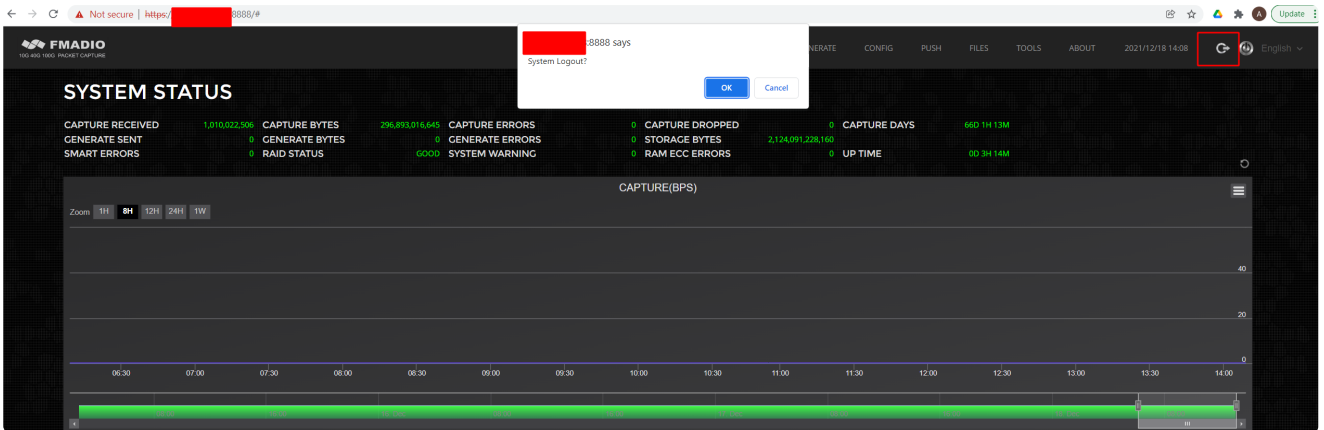 Not secure | https:/ 8888/#
A Update
FMADIO
10G 40G 100G PACKET CAPTURE
:8888 says
System Logout?
OK Cancel
NERATE CONFIG PUSH FILES TOOLS ABOUT 2021/12/18 14:08 English
SYSTEM STATUS
CAPTURE RECEIVED 1,010,022,506 CAPTURE BYTES 296,893,016,645 CAPTURE ERRORS 0 CAPTURE DROPPED 0 CAPTURE DAYS 66D 1H 13M
GENERATE SENT 0 GENERATE BYTES 0 GENERATE ERRORS 0 STORAGE BYTES 2,124,091,228,160
SMART ERRORS 0 RAID STATUS GOOD SYSTEM WARNING 0 RAM ECC ERRORS 0 UP TIME 0D 3H 14M
CAPTURE(BPS)
Zoom 1H 8H 12H 24H 1W
40
20
0
06:30 07:00 07:30 08:00 08:30 09:00 09:30 10:00 10:30 11:00 11:30 12:00 12:30 13:00 13:30 14:00